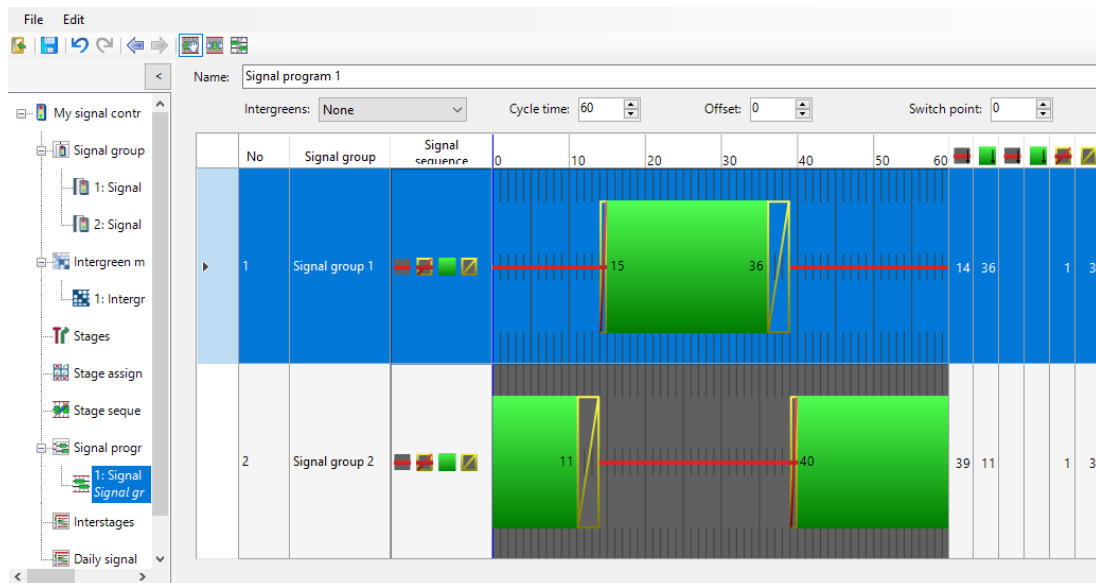 File Edit
<
Name: Signal program 1
My signal contr
Intergreens: None Cycle time: 60 Offset: 0 Switch point: 0
Signal group
No Signal group Signal sequence 0 10 20 30 40 50 60
1: Signal
2: Signal
Intergreen m
1 Signal group 1 15 36 14 36 1 3
1: Intergr
Stages
Stage assign
Stage seque
Signal progr
2 Signal group 2 11 40 39 11 1 3
1: Signal
Signal gr
Interstages
Daily signal
< >